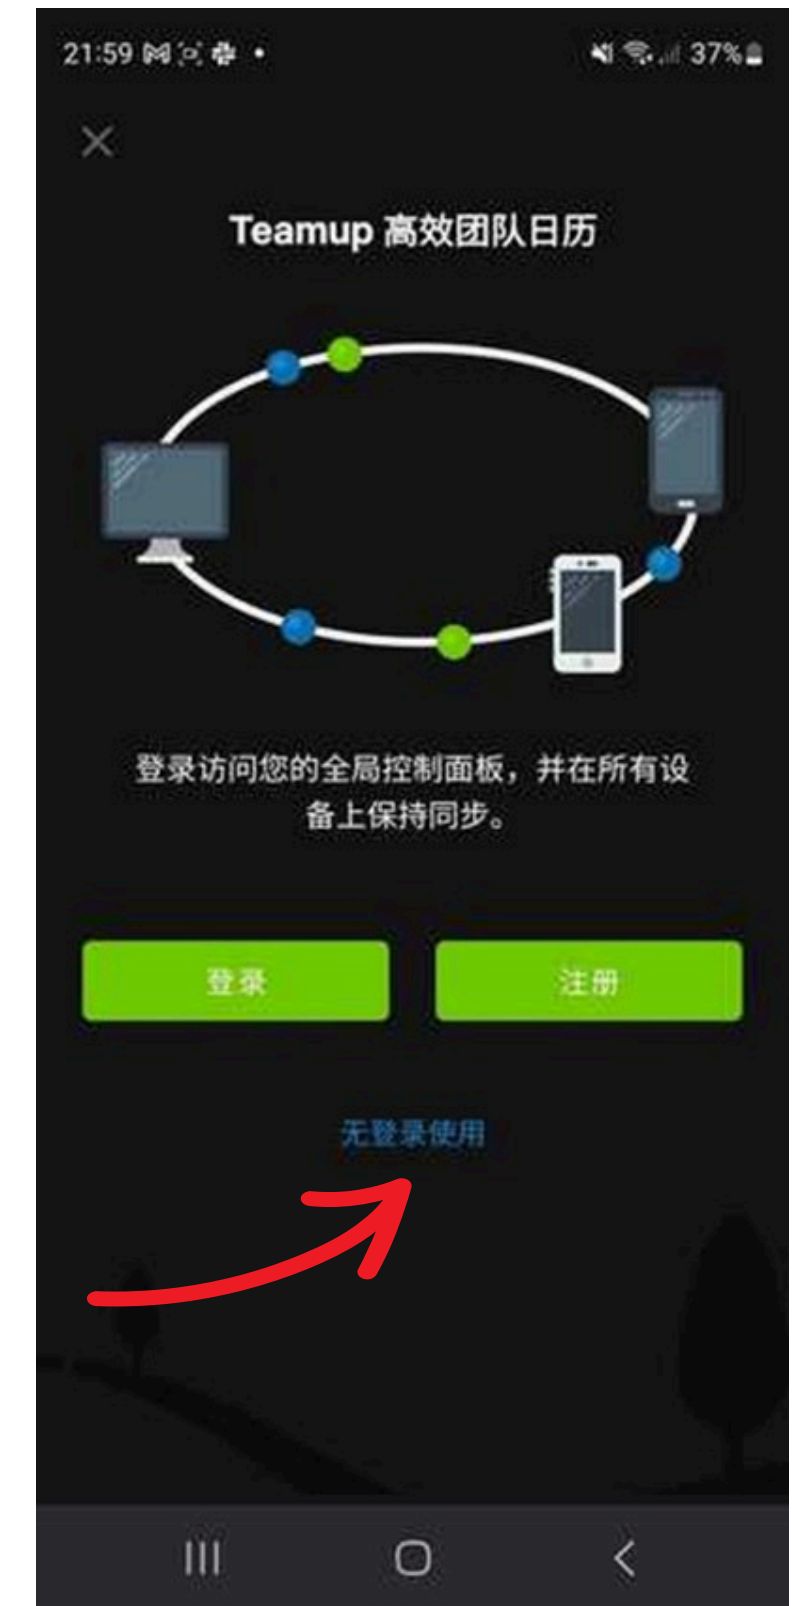 21:59
37%
Teamup 高效团队日历
登录访问您的全局控制面板，并在所有设
备上保持同步。
登录
注册
无登录使用